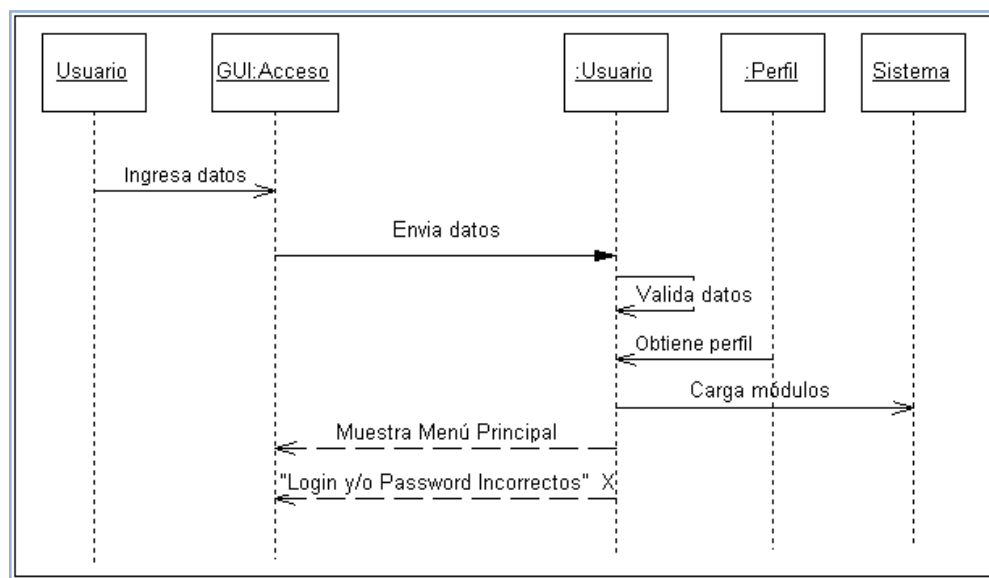 Usuario
GUI:Acceso
:Usuario
:Perfil
Sistema
Ingresa datos
Envia datos
Valida datos
Obtiene perfil
Carga módulos
Muestra Menú Principal
"Login y/o Password Incorrectos" X